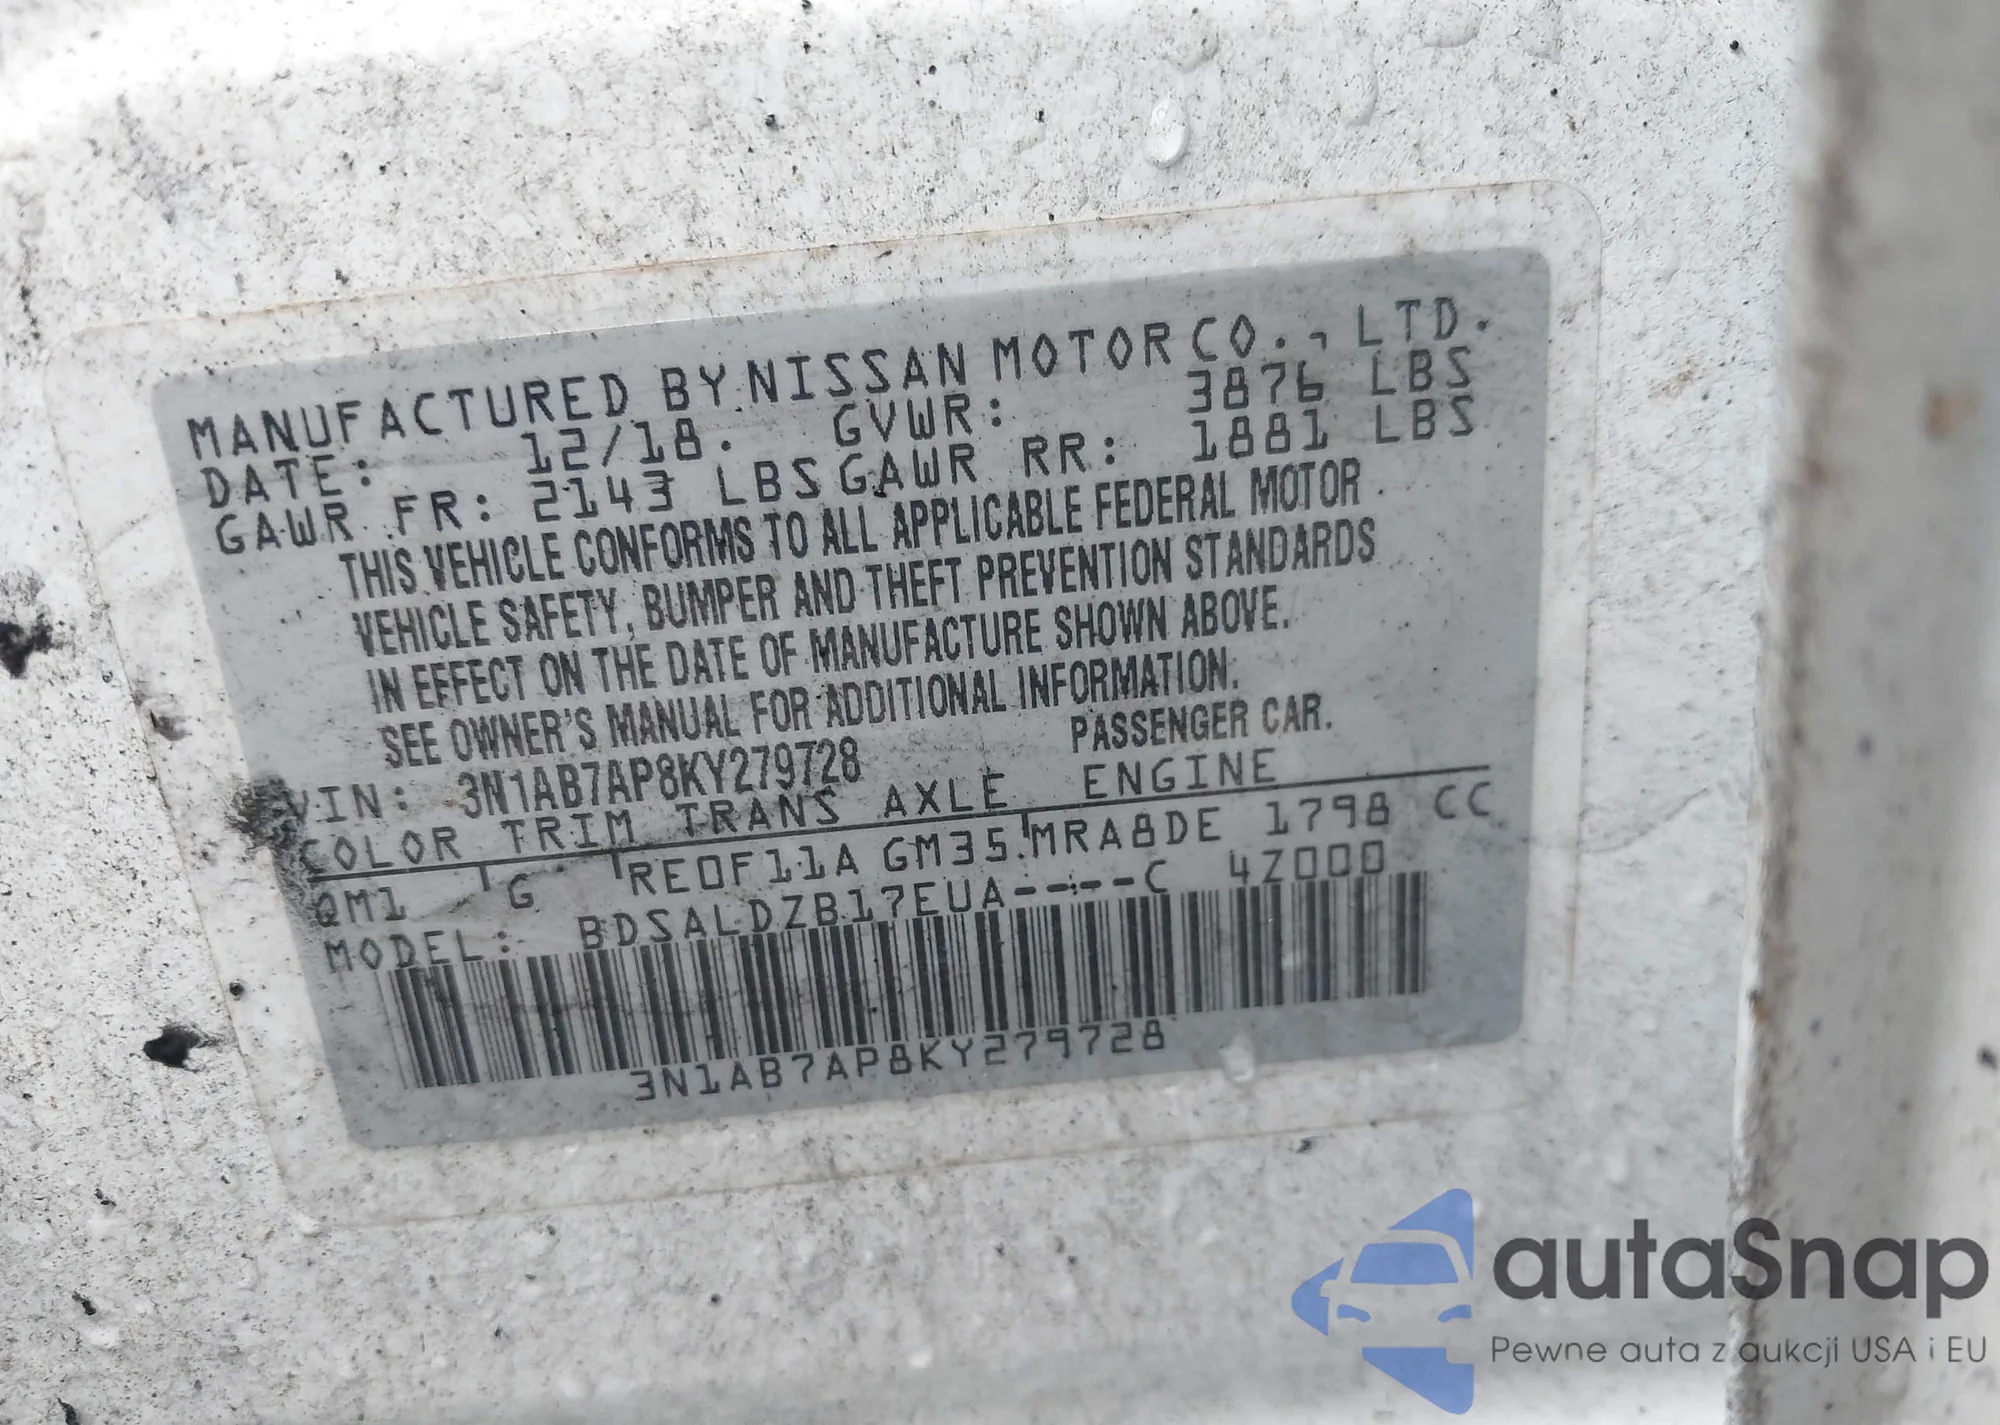 MANUFACTURED BY NISSAN MOTOR CO., LTD.
DATE: 12/18. GVWR: 3876 LBS
GAWR FR: 2143 LBS GAWR RR: 1881 LBS
THIS VEHICLE CONFORMS TO ALL APPLICABLE FEDERAL MOTOR
VEHICLE SAFETY, BUMPER AND THEFT PREVENTION STANDARDS
IN EFFECT ON THE DATE OF MANUFACTURE SHOWN ABOVE.
SEE OWNER'S MANUAL FOR ADDITIONAL INFORMATION.
VIN: 3N1AB7AP8KY279728 PASSENGER CAR.
COLOR TRIM TRANS AXLE ENGINE
QM1 G RE0F11A GM35 MRA8DE 1798 CC
MODEL: BDSALDZB17EUA-----C 4Z000
3N1AB7AP8KY279728
autaSnap
Pewne auta z aukcji USA i EU